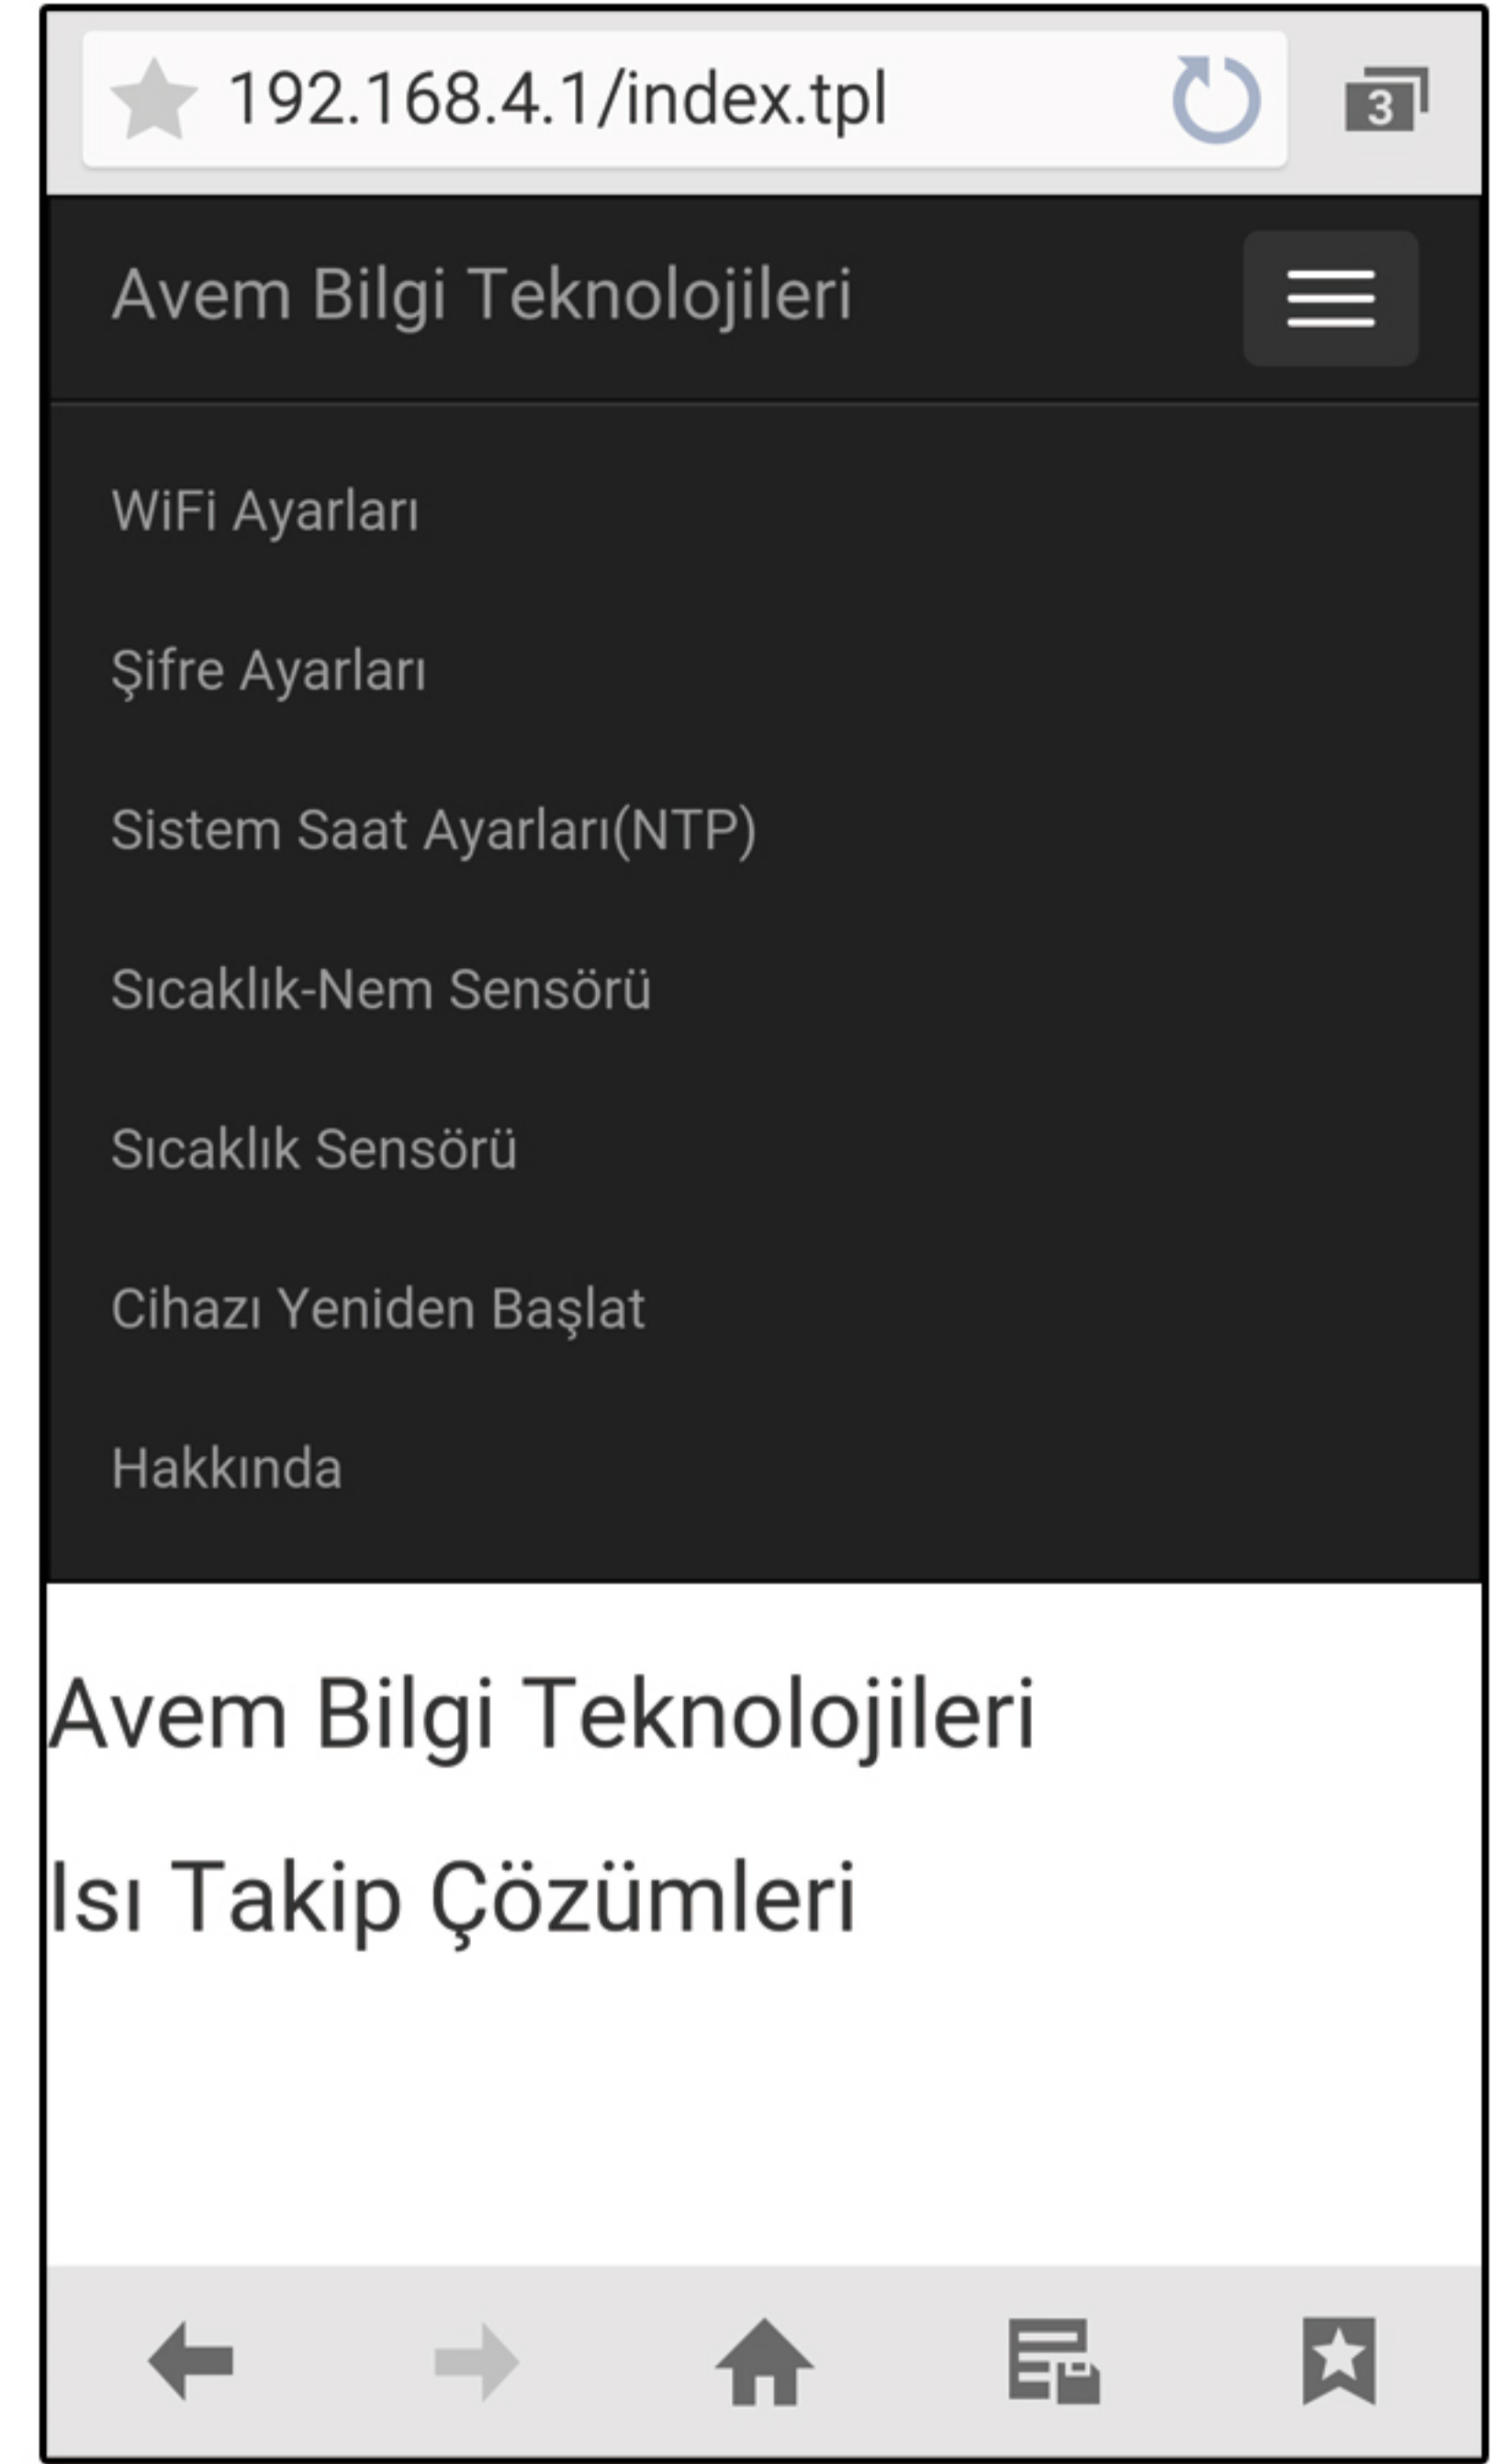 192.168.4.1/index.tpl
3
Avem Bilgi Teknolojileri
WiFi Ayarları
Şifre Ayarları
Sistem Saat Ayarları(NTP)
Sıcaklık-Nem Sensörü
Sıcaklık Sensörü
Cihazı Yeniden Başlat
Hakkında
Avem Bilgi Teknolojileri
Isı Takip Çözümleri